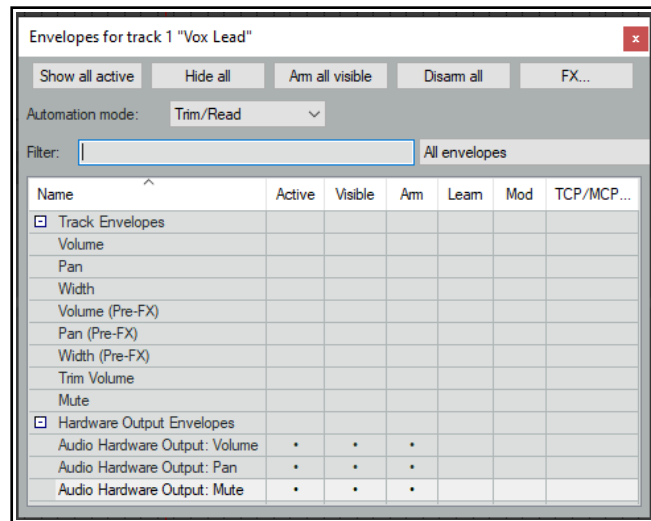 Envelopes for track 1 "Vox Lead"
x
Show all active Hide all Arm all visible Disarm all FX...
Automation mode: Trim/Read
Filter: All envelopes
Name Active Visible Arm Learn Mod TCP/MCP...
Track Envelopes
Volume
Pan
Width
Volume (Pre-FX)
Pan (Pre-FX)
Width (Pre-FX)
Trim Volume
Mute
Hardware Output Envelopes
Audio Hardware Output: Volume • • •
Audio Hardware Output: Pan • • •
Audio Hardware Output: Mute • • •